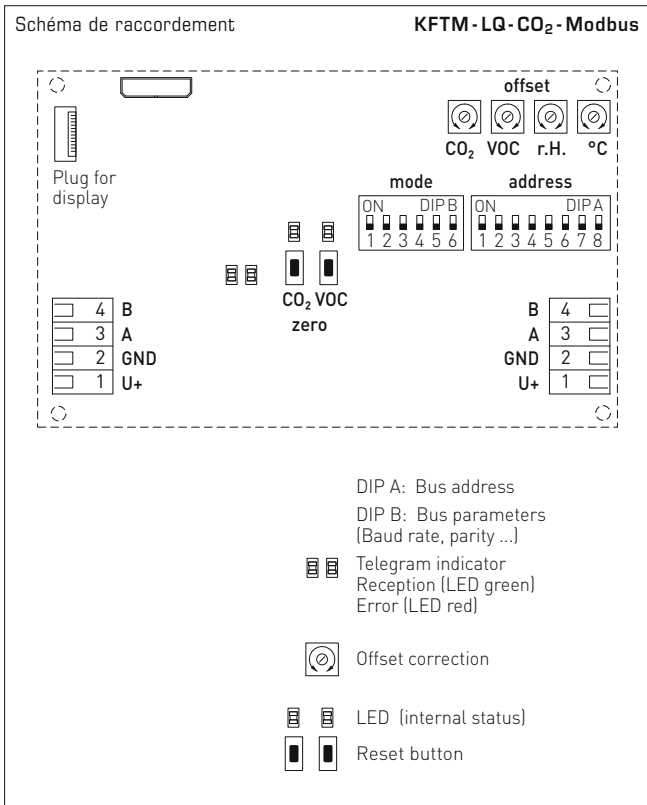 Schéma de raccordement KFTM-LQ-CO₂-Modbus
offset
CO₂ VOC r.H. °C
Plug for
display
mode address
ON DIP B ON DIP A
1 2 3 4 5 6 1 2 3 4 5 6 7 8
CO₂ VOC
zero
4 B B 4
3 A A 3
2 GND GND 2
1 U+ U+ 1
DIP A: Bus address
DIP B: Bus parameters
(Baud rate, parity ...)
Telegram indicator
Reception (LED green)
Error (LED red)
Offset correction
LED (internal status)
Reset button